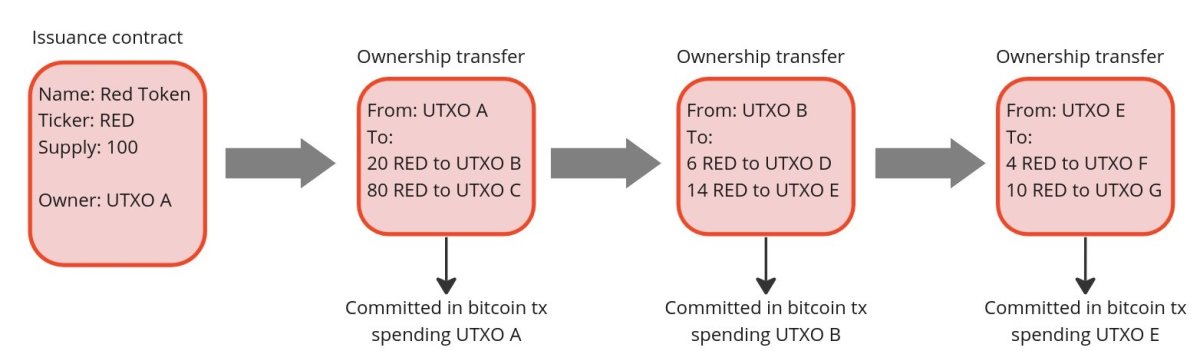 Issuance contract
Name: Red Token
Ticker: RED
Supply: 100
Owner: UTXO A
Ownership transfer
From: UTXO A
To:
20 RED to UTXO B
80 RED to UTXO C
Committed in bitcoin tx
spending UTXO A
Ownership transfer
From: UTXO B
To:
6 RED to UTXO D
14 RED to UTXO E
Committed in bitcoin tx
spending UTXO B
Ownership transfer
From: UTXO E
To:
4 RED to UTXO F
10 RED to UTXO G
Committed in bitcoin tx
spending UTXO E